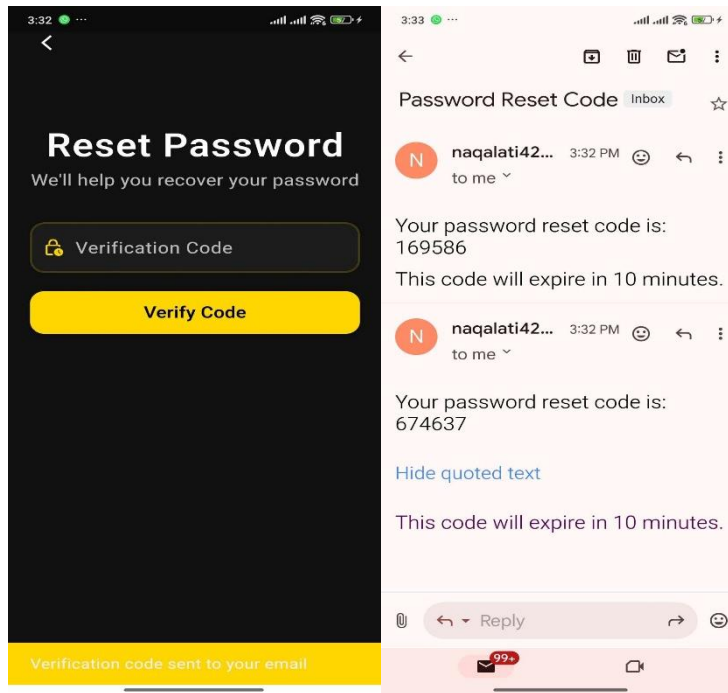 3:32 ...
Reset Password
We'll help you recover your password
Verification Code
Verify Code
Verification code sent to your email
3:33 ...
Password Reset Code Inbox
N
naqalati42... 3:32 PM
to me
Your password reset code is:
169586
This code will expire in 10 minutes.
N
naqalati42... 3:32 PM
to me
Your password reset code is:
674637
Hide quoted text
This code will expire in 10 minutes.
Reply
99+